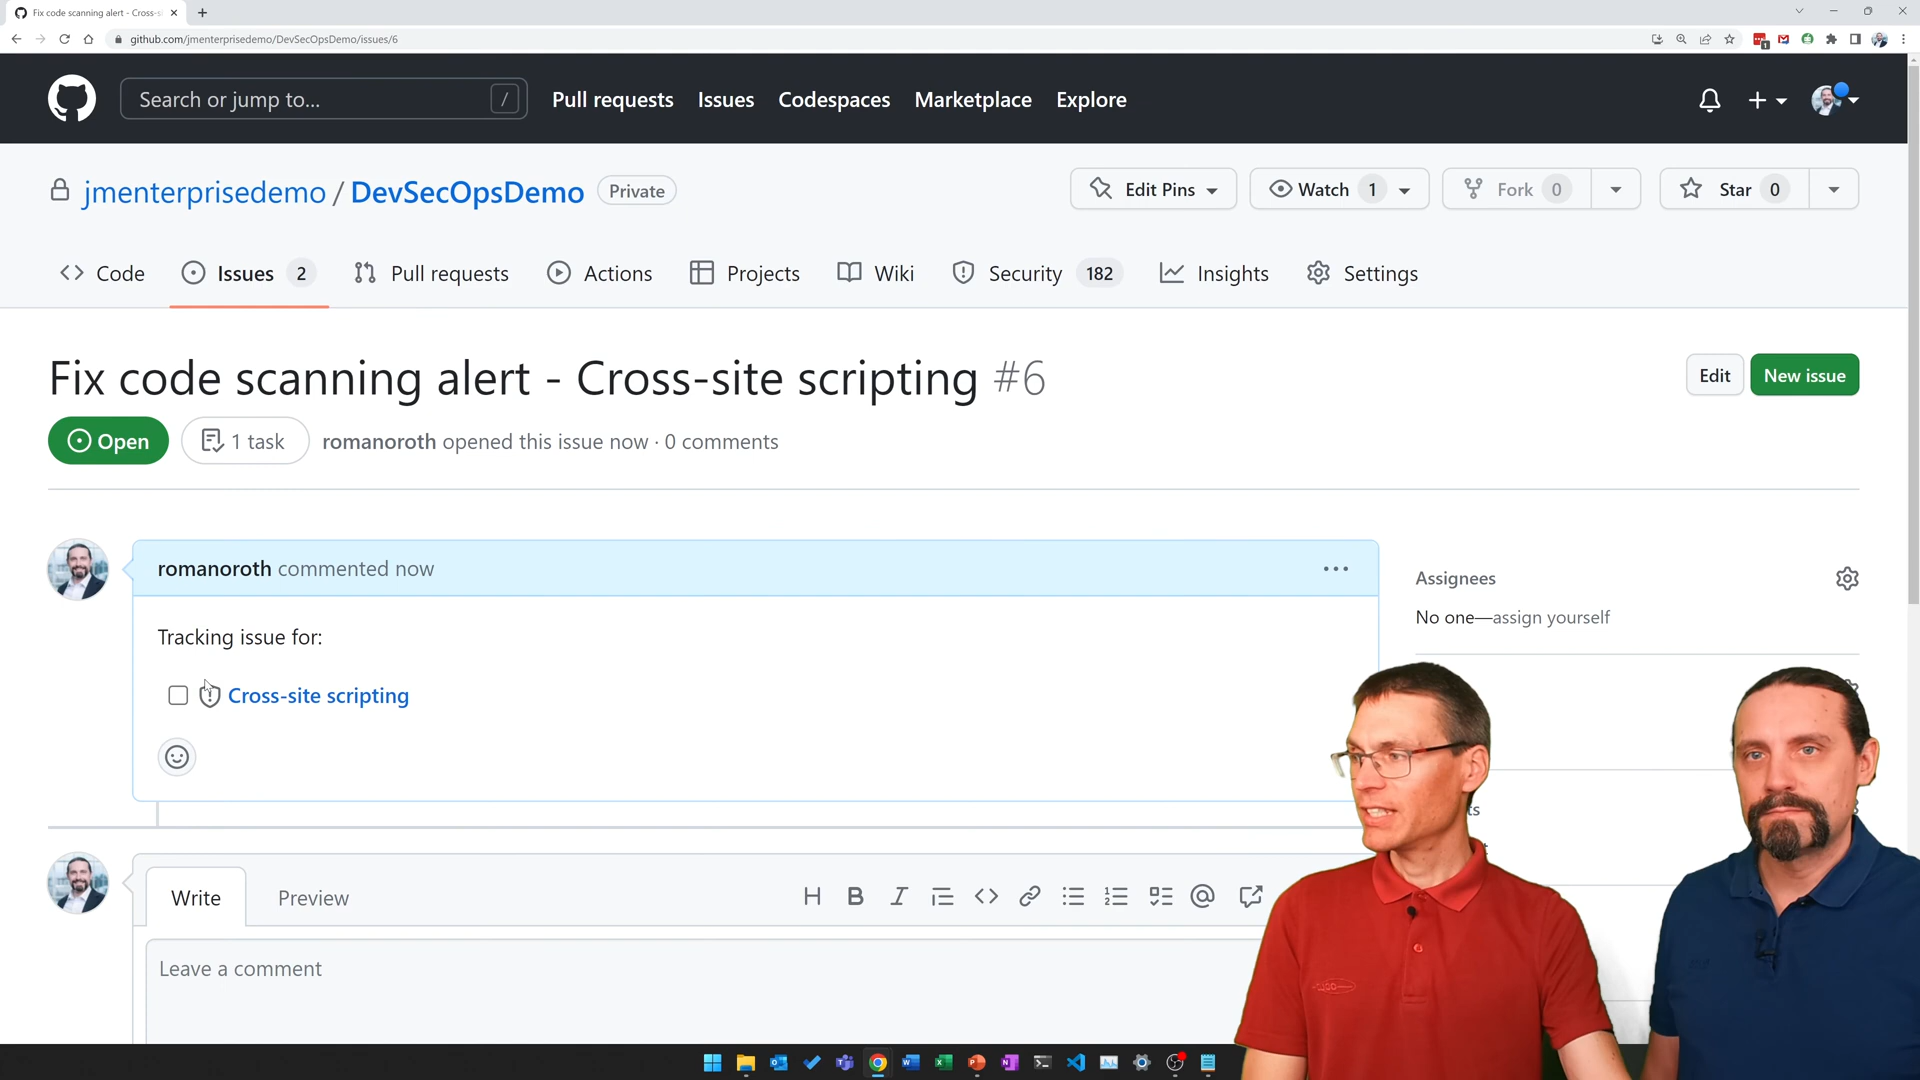 Fix code scanning alert - Cross-si
github.com/jmenterprisedemo/DevSecOpsDemo/issues/6
Search or jump to...
/
Pull requests
Issues
Codespaces
Marketplace
Explore
jmenterprisedemo / DevSecOpsDemo
Private
Edit Pins
Watch 1
Fork 0
Star 0
Code
Issues 2
Pull requests
Actions
Projects
Wiki
Security 182
Insights
Settings
Fix code scanning alert - Cross-site scripting #6
Edit
New issue
Open
1 task
romanoroth opened this issue now · 0 comments
romanoroth commented now
Tracking issue for:
Cross-site scripting
Assignees
No one—assign yourself
Write
Preview
Leave a comment